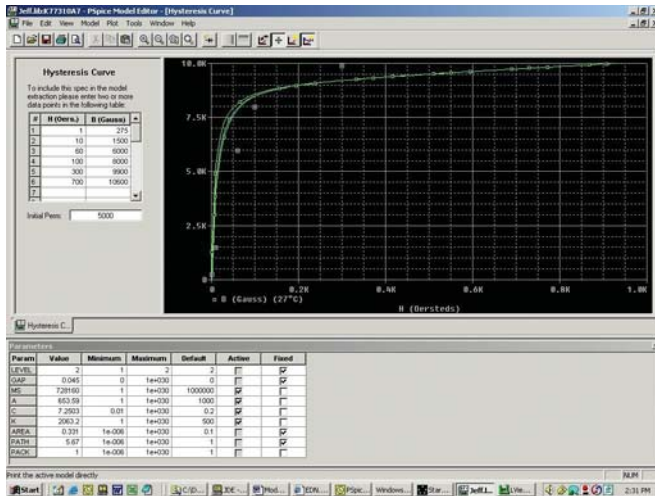 Jeff.lib:K77310A7 - PSpice Model Editor - [Hysteresis Curve]
File Edit View Model Plot Tools Window Help
Hysteresis Curve
To include this spec in the model
extraction please enter two or more
data points in the following table:
# H (Oers.) B (Gauss)
1 1 275
2 10 1500
3 60 6000
4 100 8000
5 300 9900
6 700 10600
7
Initial Perm: 5000
10.0K
7.5K
5.0K
2.5K
0
0 0.2K 0.4K 0.6K 0.8K 1.0K
B (Gauss) (27°C)
H (Oersteds)
Hysteresis C...
Parameters
Param Value Minimum Maximum Default Active Fixed
LEVEL 2 1 2 2
GAP 0.045 0 1e+030 0
MS 728160 1 1e+030 1000000
A 653.59 1 1e+030 1000
C 7.2503 0.01 1e+030 0.2
K 2063.2 1 1e+030 500
AREA 0.331 1e-006 1e+030 0.1
PATH 5.67 1e-006 1e+030 1
PACK 1 1e-006 1e+030 1
Print the active model directly
NUM
Start C:\D... JDE -... Mod... EDN... PSpic... Windows... Star... Jeff.l... 2:31 PM